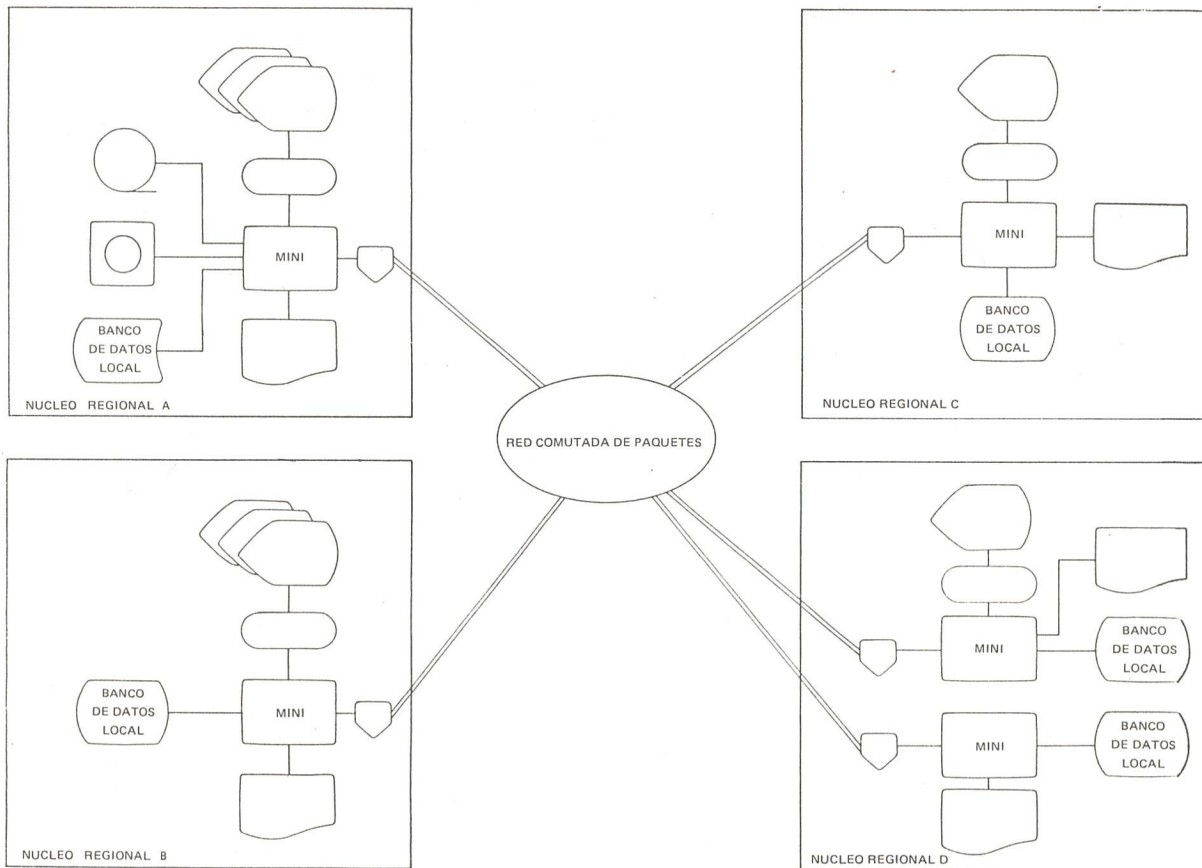 MINI
BANCO
DE DATOS
LOCAL
NUCLEO REGIONAL A
MINI
BANCO
DE DATOS
LOCAL
NUCLEO REGIONAL C
RED COMUTADA DE PAQUETES
BANCO
DE DATOS
LOCAL
MINI
NUCLEO REGIONAL B
MINI
BANCO
DE DATOS
LOCAL
MINI
BANCO
DE DATOS
LOCAL
NUCLEO REGIONAL D